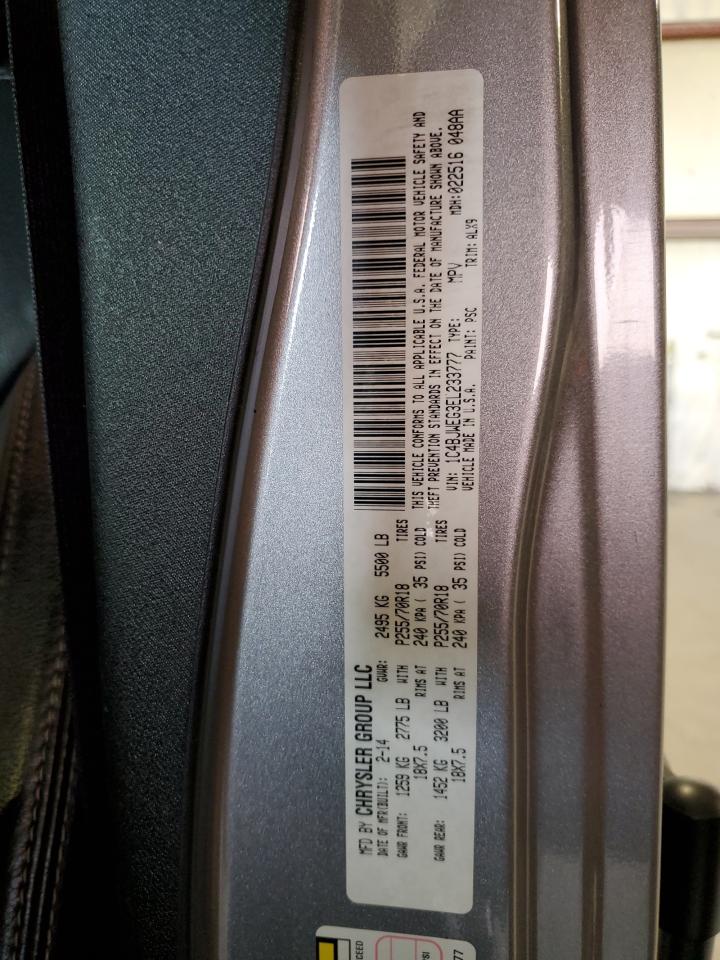 MFD BY CHRYSLER GROUP LLC
DATE OF MFR(BUILT): 2-14 GVWR: 2495 KG 5500 LB
GAWR FRONT: 1259 KG 2775 LB WITH P255/70R18 TIRES
18X7.5 RIMS AT 240 KPA ( 35 PSI) COLD
GAWR REAR: 1452 KG 3200 LB WITH P255/70R18 TIRES
18X7.5 RIMS AT 240 KPA ( 35 PSI) COLD
THIS VEHICLE CONFORMS TO ALL APPLICABLE U.S.A. FEDERAL MOTOR VEHICLE SAFETY AND
THEFT PREVENTION STANDARDS IN EFFECT ON THE DATE OF MANUFACTURE SHOWN ABOVE.
VIN: 1C4BJWEG3EL233777 TYPE: MPV MDH:022516 048AA
VEHICLE MADE IN U.S.A. PAINT: PSC TRIM: ALX9
CEED
SI
77